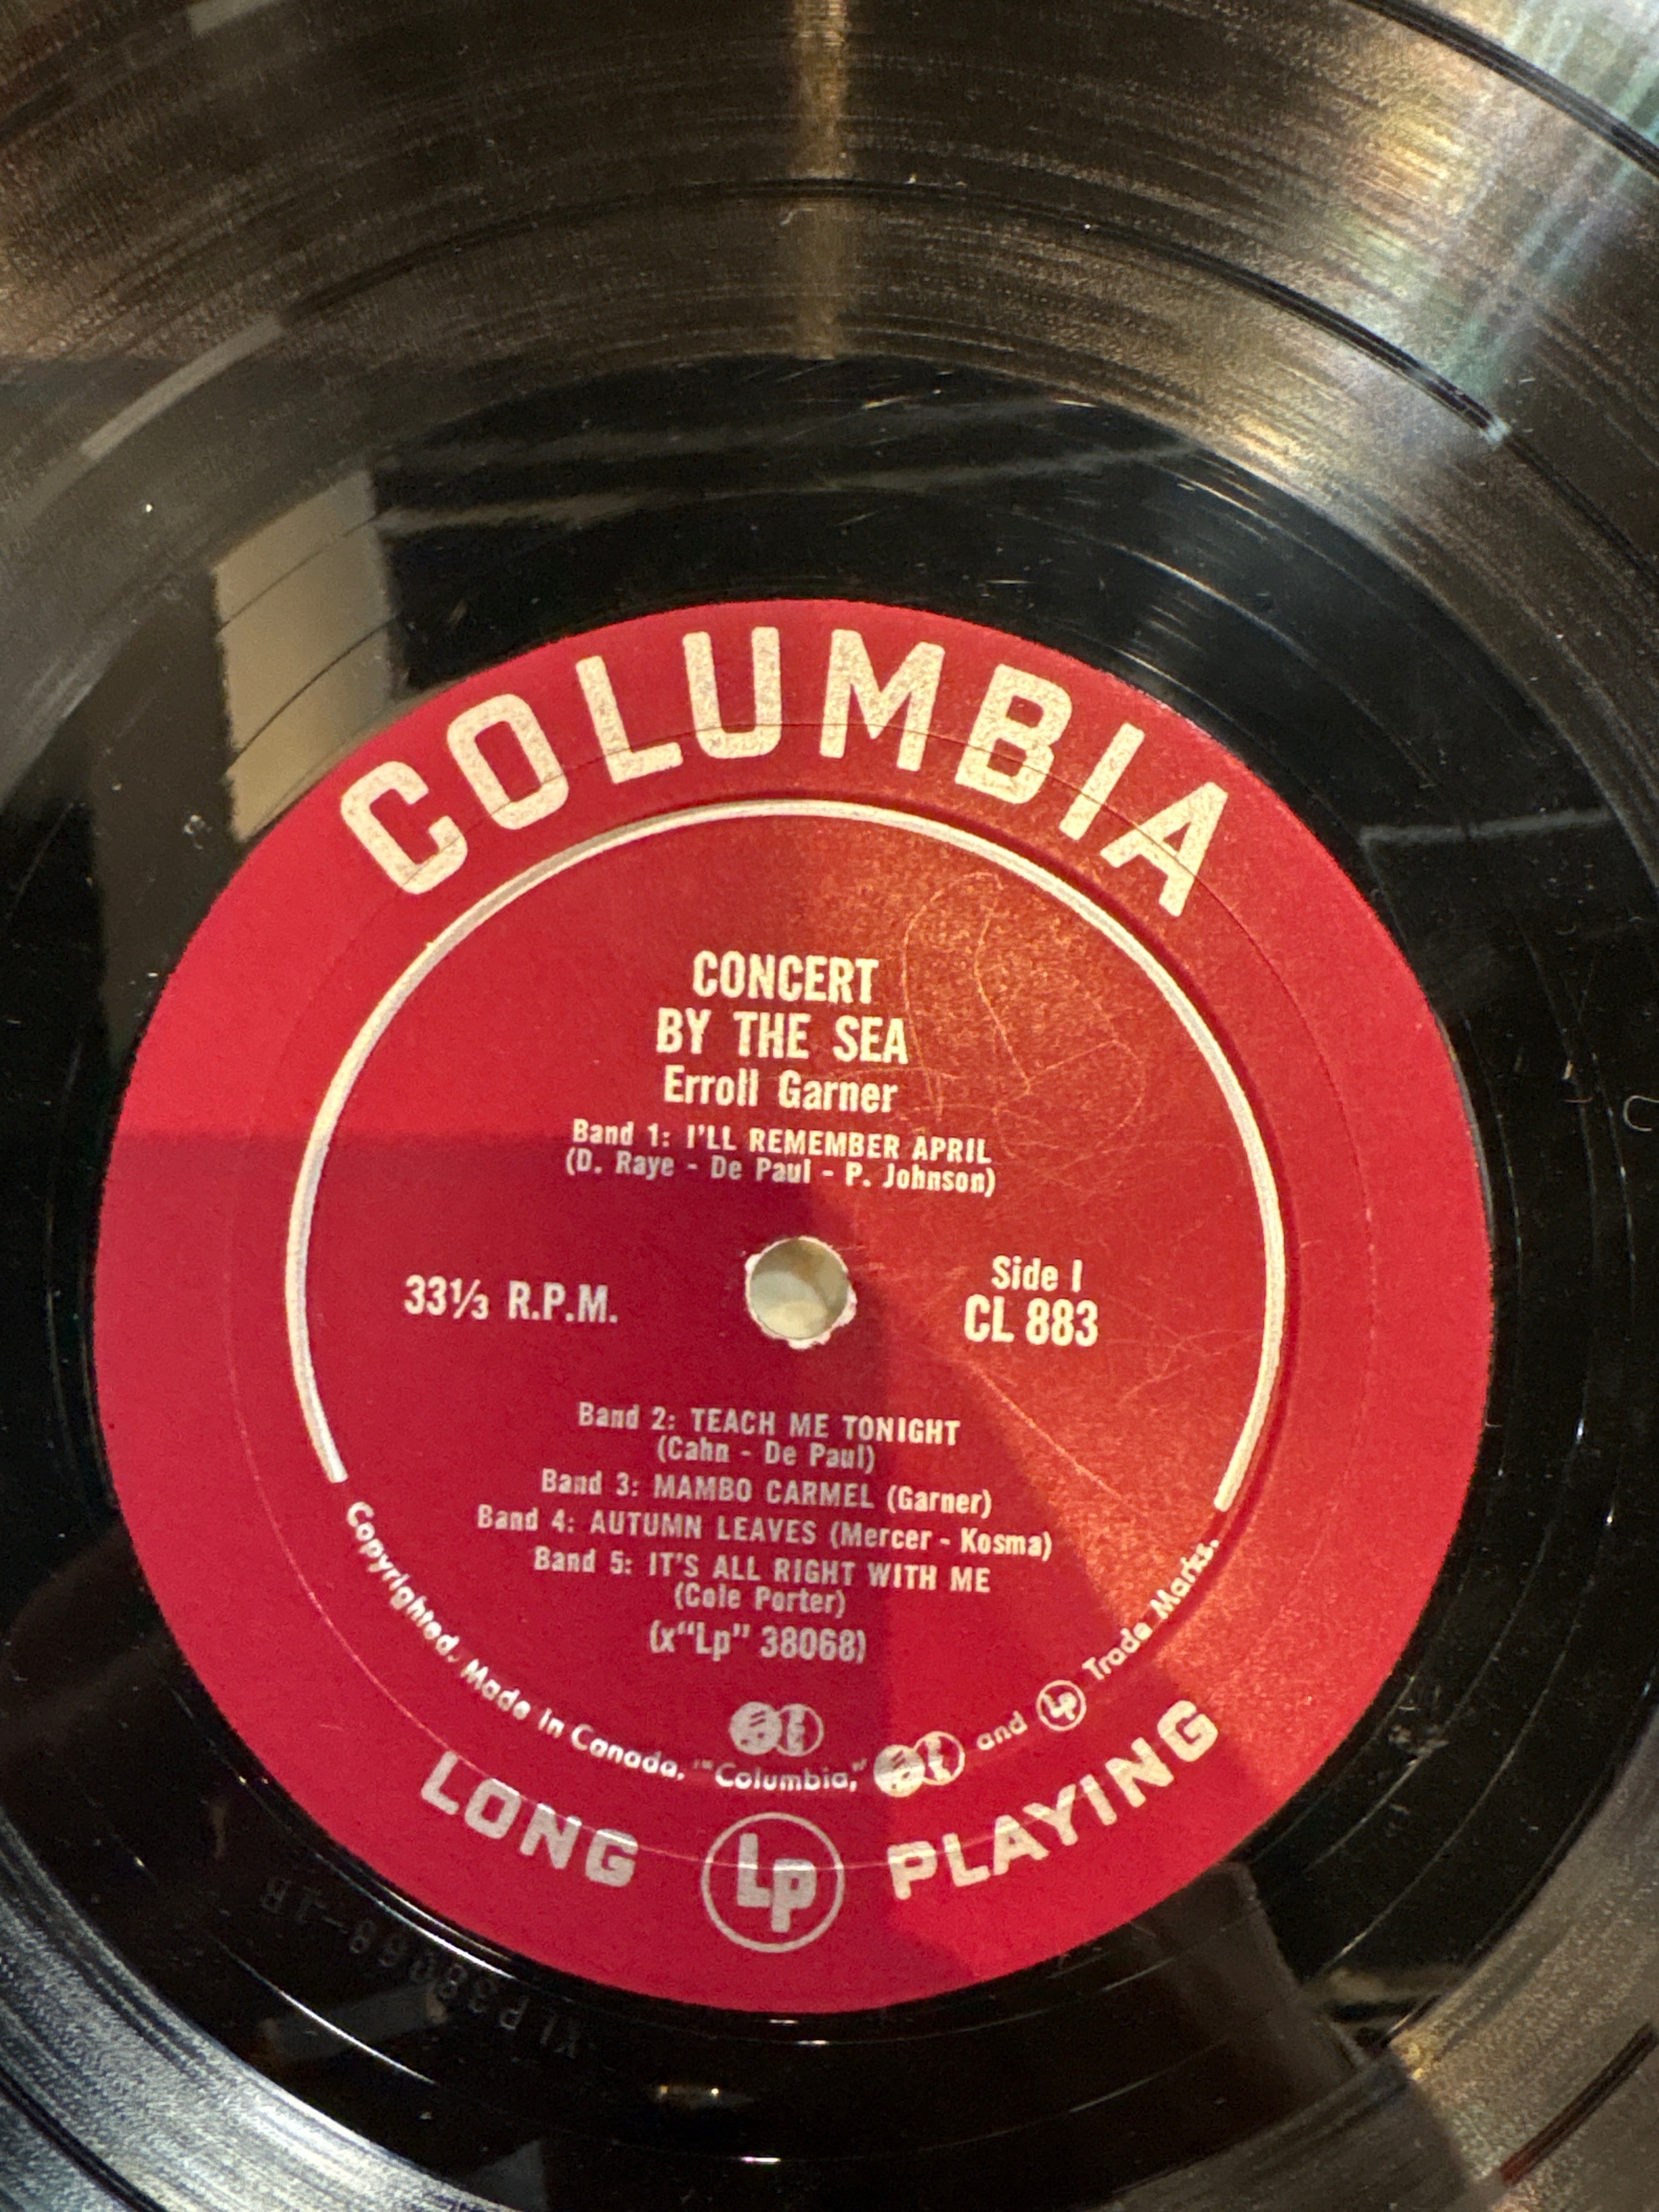 COLUMBIA
CONCERT
BY THE SEA
Erroll Garner
Band 1: I'LL REMEMBER APRIL
(D. Raye - De Paul - P. Johnson)
33⅓ R.P.M.
Side 1
CL 883
Band 2: TEACH ME TONIGHT
(Cahn - De Paul)
Band 3: MAMBO CARMEL (Garner)
Band 4: AUTUMN LEAVES (Mercer - Kosma)
Band 5: IT'S ALL RIGHT WITH ME
(Cole Porter)
(x“Lp” 38068)
Copyrighted. Made in Canada. “Columbia,” and Lp Trade Marks.
LONG Lp PLAYING
XLP38068-1B